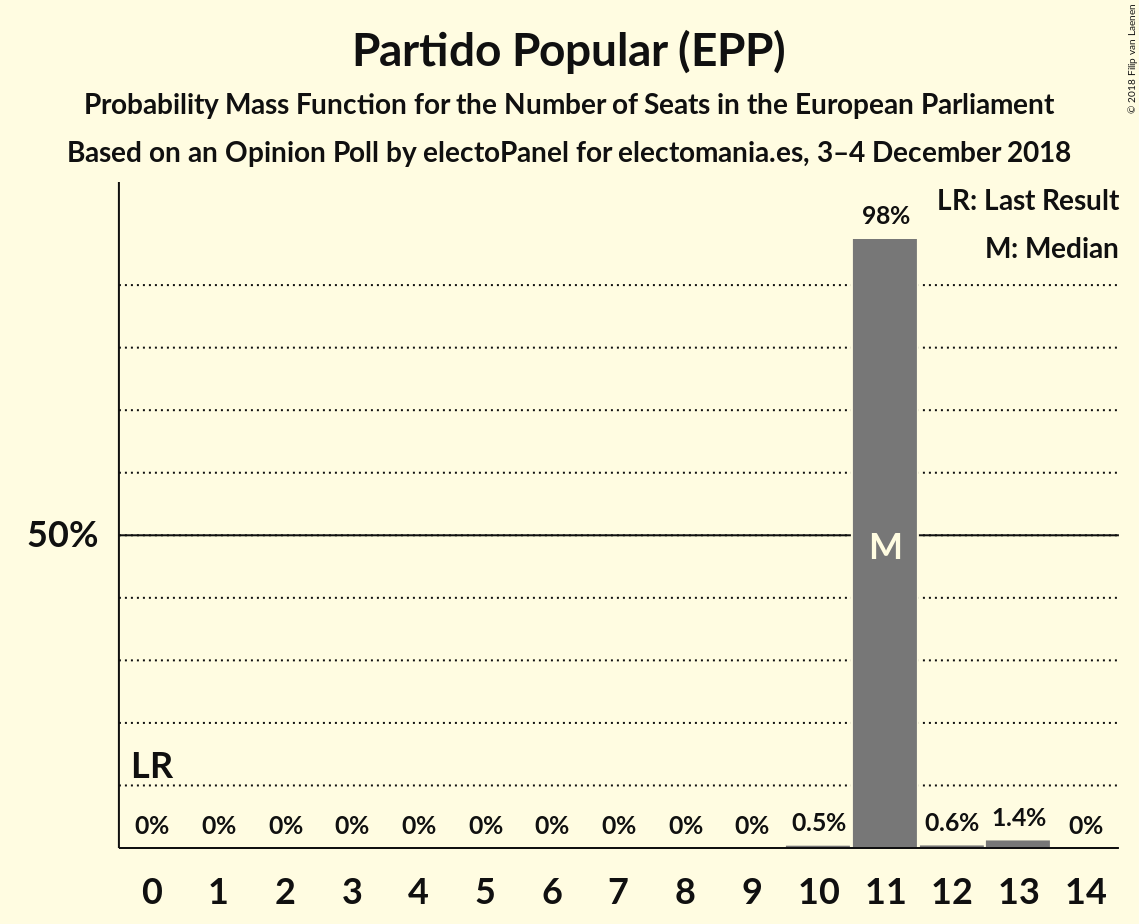 Partido Popular (EPP)
Probability Mass Function for the Number of Seats in the European Parliament
Based on an Opinion Poll by electoPanel for electomania.es, 3–4 December 2018
© 2018 Filip van Laenen
LR: Last Result
M: Median
98%
50%
M
LR
0% 0% 0% 0% 0% 0% 0% 0% 0% 0% 0.5% 0.6% 1.4% 0%
0 1 2 3 4 5 6 7 8 9 10 11 12 13 14